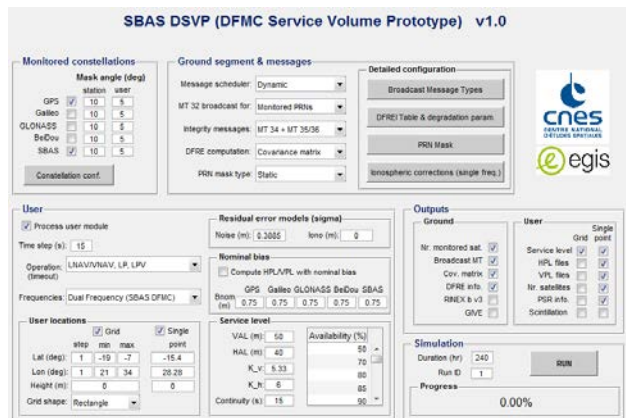 SBAS DSVP (DFMC Service Volume Prototype) v1.0
Monitored constellations
Mask angle (deg)
station user
GPS 10 5
Galileo 10 5
GLONASS 10 5
BeiDou 10 5
SBAS 10 5
Constellation conf.
Ground segment & messages
Message scheduler: Dynamic
MT 32 broadcast for: Monitored PRNs
Integrity messages: MT 34 + MT 35/36
DFRE computation: Covariance matrix
PRN mask type: Static
Detailed configuration
Broadcast Message Types
DFREI Table & degradation param.
PRN Mask
Ionospheric corrections (single freq.)
cnes
CENTRE NATIONAL
D'ÉTUDES SPATIALES
egis
User
Process user module
Time step (s): 15
Operation: LNAV/VNAV, LP, LPV
(timeout)
Frequencies: Dual Frequency (SBAS DFMC)
User locations
Grid Single
step min max point
Lat (deg): 1 -19 -7 -15.4
Lon (deg): 1 21 34 28.28
Height (m): 0 0
Grid shape: Rectangle
Residual error models (sigma)
Noise (m): 0.3885 Iono (m): 0
Nominal bias
Compute HPL/VPL with nominal bias
GPS Galileo GLONASS BeiDou SBAS
Bnom 0.75 0.75 0.75 0.75 0.75
(m)
Service level
VAL (m): 50
HAL (m): 40
K_v: 5.33
K_h: 6
Continuity (s): 15
Availability (%)
50
70
80
85
90
Outputs
Ground
Nr. monitored sat.
Broadcast MT
Cov. matrix
DFRE info.
RINEX b v3
GIVE
User
Single
Grid point
Service level
HPL files
VPL files
Nr. satellites
PSR info.
Scintillation
Simulation
Duration (hr) 240
Run ID 1
RUN
Progress
0.00%